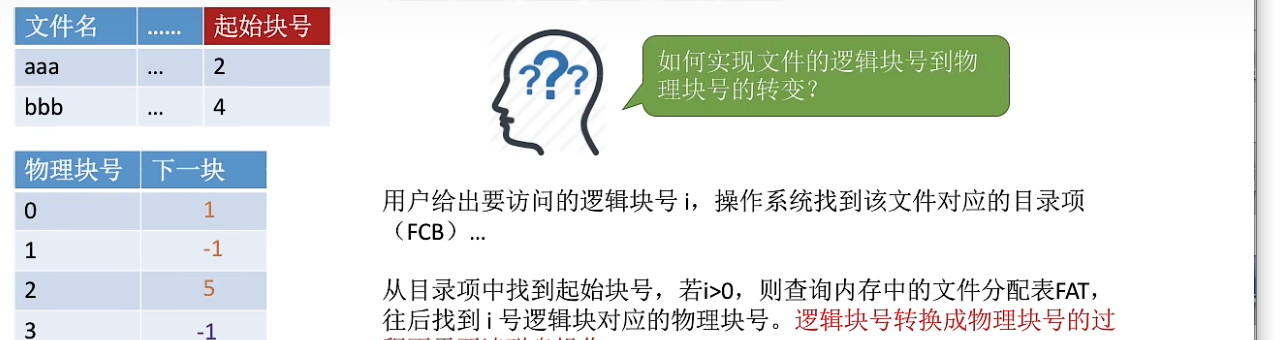 文件名 …… 起始块号
aaa ... 2
bbb ... 4
???
如何实现文件的逻辑块号到物
理块号的转变？
物理块号 下一块
0 1
1 -1
2 5
3 -1
用户给出要访问的逻辑块号 i，操作系统找到该文件对应的目录项
（FCB）...
从目录项中找到起始块号，若i>0，则查询内存中的文件分配表FAT，
往后找到 i 号逻辑块对应的物理块号。逻辑块号转换成物理块号的过